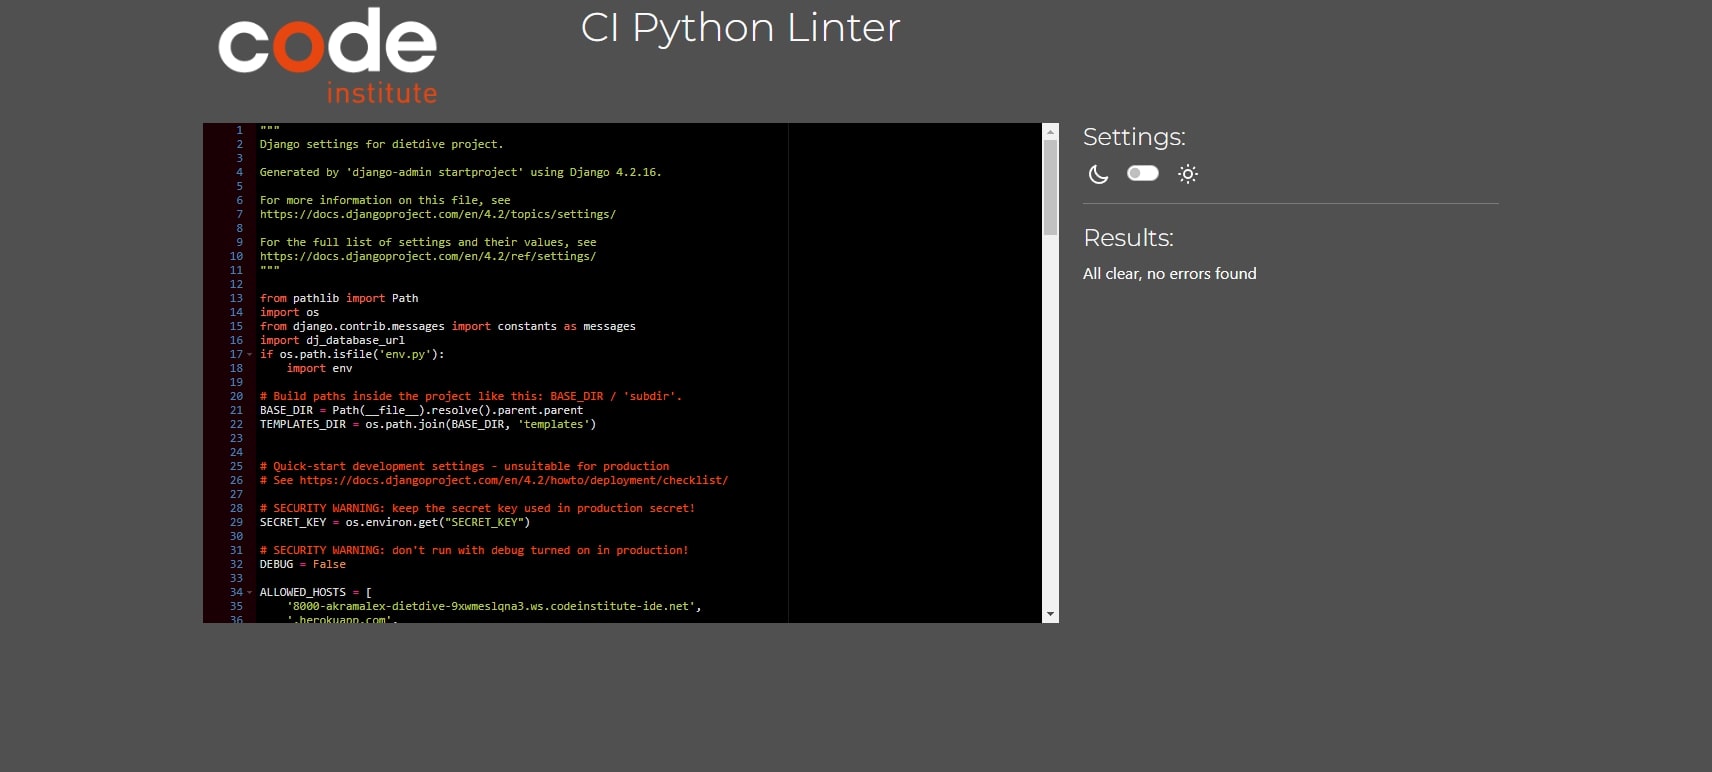 code
institute
CI Python Linter
1 """
2 Django settings for dietdive project.
3
4 Generated by 'django-admin startproject' using Django 4.2.16.
5
6 For more information on this file, see
7 https://docs.djangoproject.com/en/4.2/topics/settings/
8
9 For the full list of settings and their values, see
10 https://docs.djangoproject.com/en/4.2/ref/settings/
11 """
12
13 from pathlib import Path
14 import os
15 from django.contrib.messages import constants as messages
16 import dj_database_url
17 if os.path.isfile('env.py'):
18     import env
19
20 # Build paths inside the project like this: BASE_DIR / 'subdir'.
21 BASE_DIR = Path(__file__).resolve().parent.parent
22 TEMPLATES_DIR = os.path.join(BASE_DIR, 'templates')
23
24
25 # Quick-start development settings - unsuitable for production
26 # See https://docs.djangoproject.com/en/4.2/howto/deployment/checklist/
27
28 # SECURITY WARNING: keep the secret key used in production secret!
29 SECRET_KEY = os.environ.get("SECRET_KEY")
30
31 # SECURITY WARNING: don't run with debug turned on in production!
32 DEBUG = False
33
34 ALLOWED_HOSTS = [
35     '8000-akramalex-dietdive-9xwmeslqna3.ws.codeinstitute-ide.net',
36     '.herokuapp.com',
Settings:
Results:
All clear, no errors found